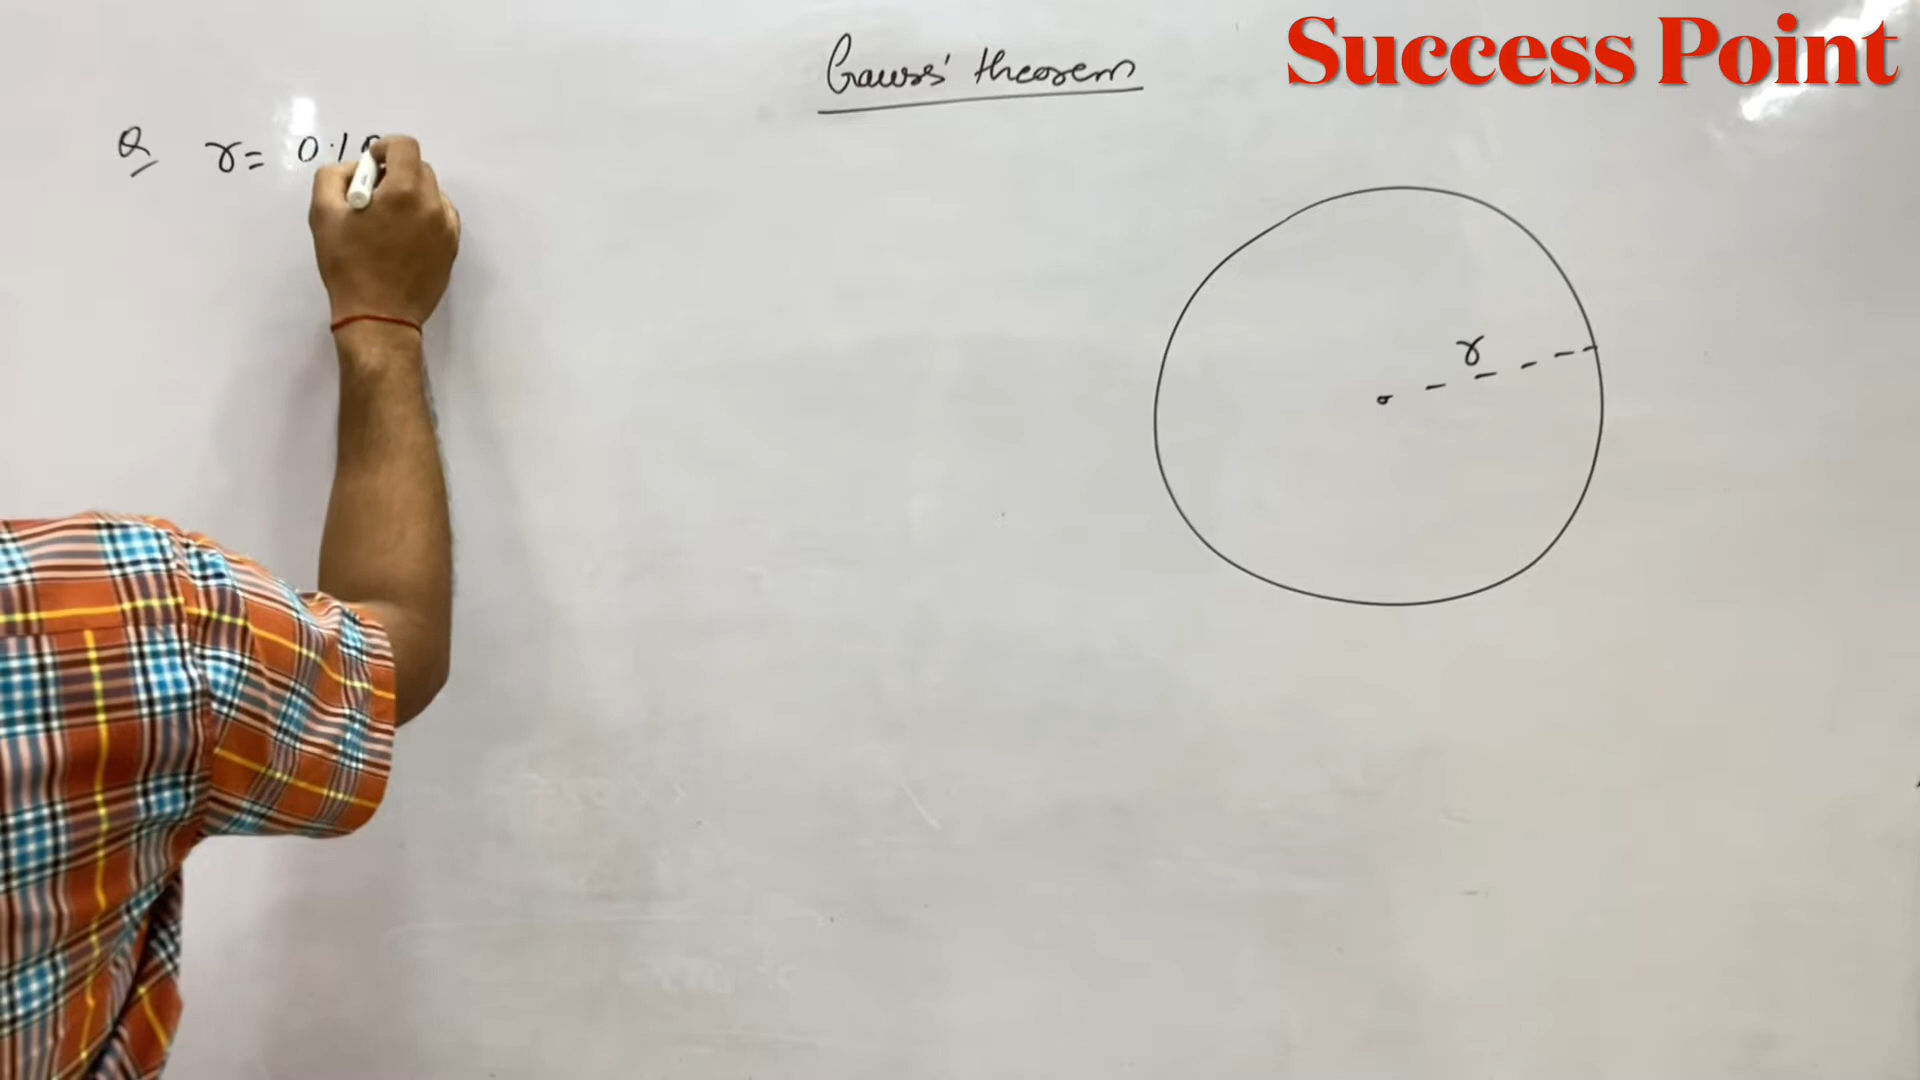 Gauss' theorem
Success Point
Q r = 0.1
r